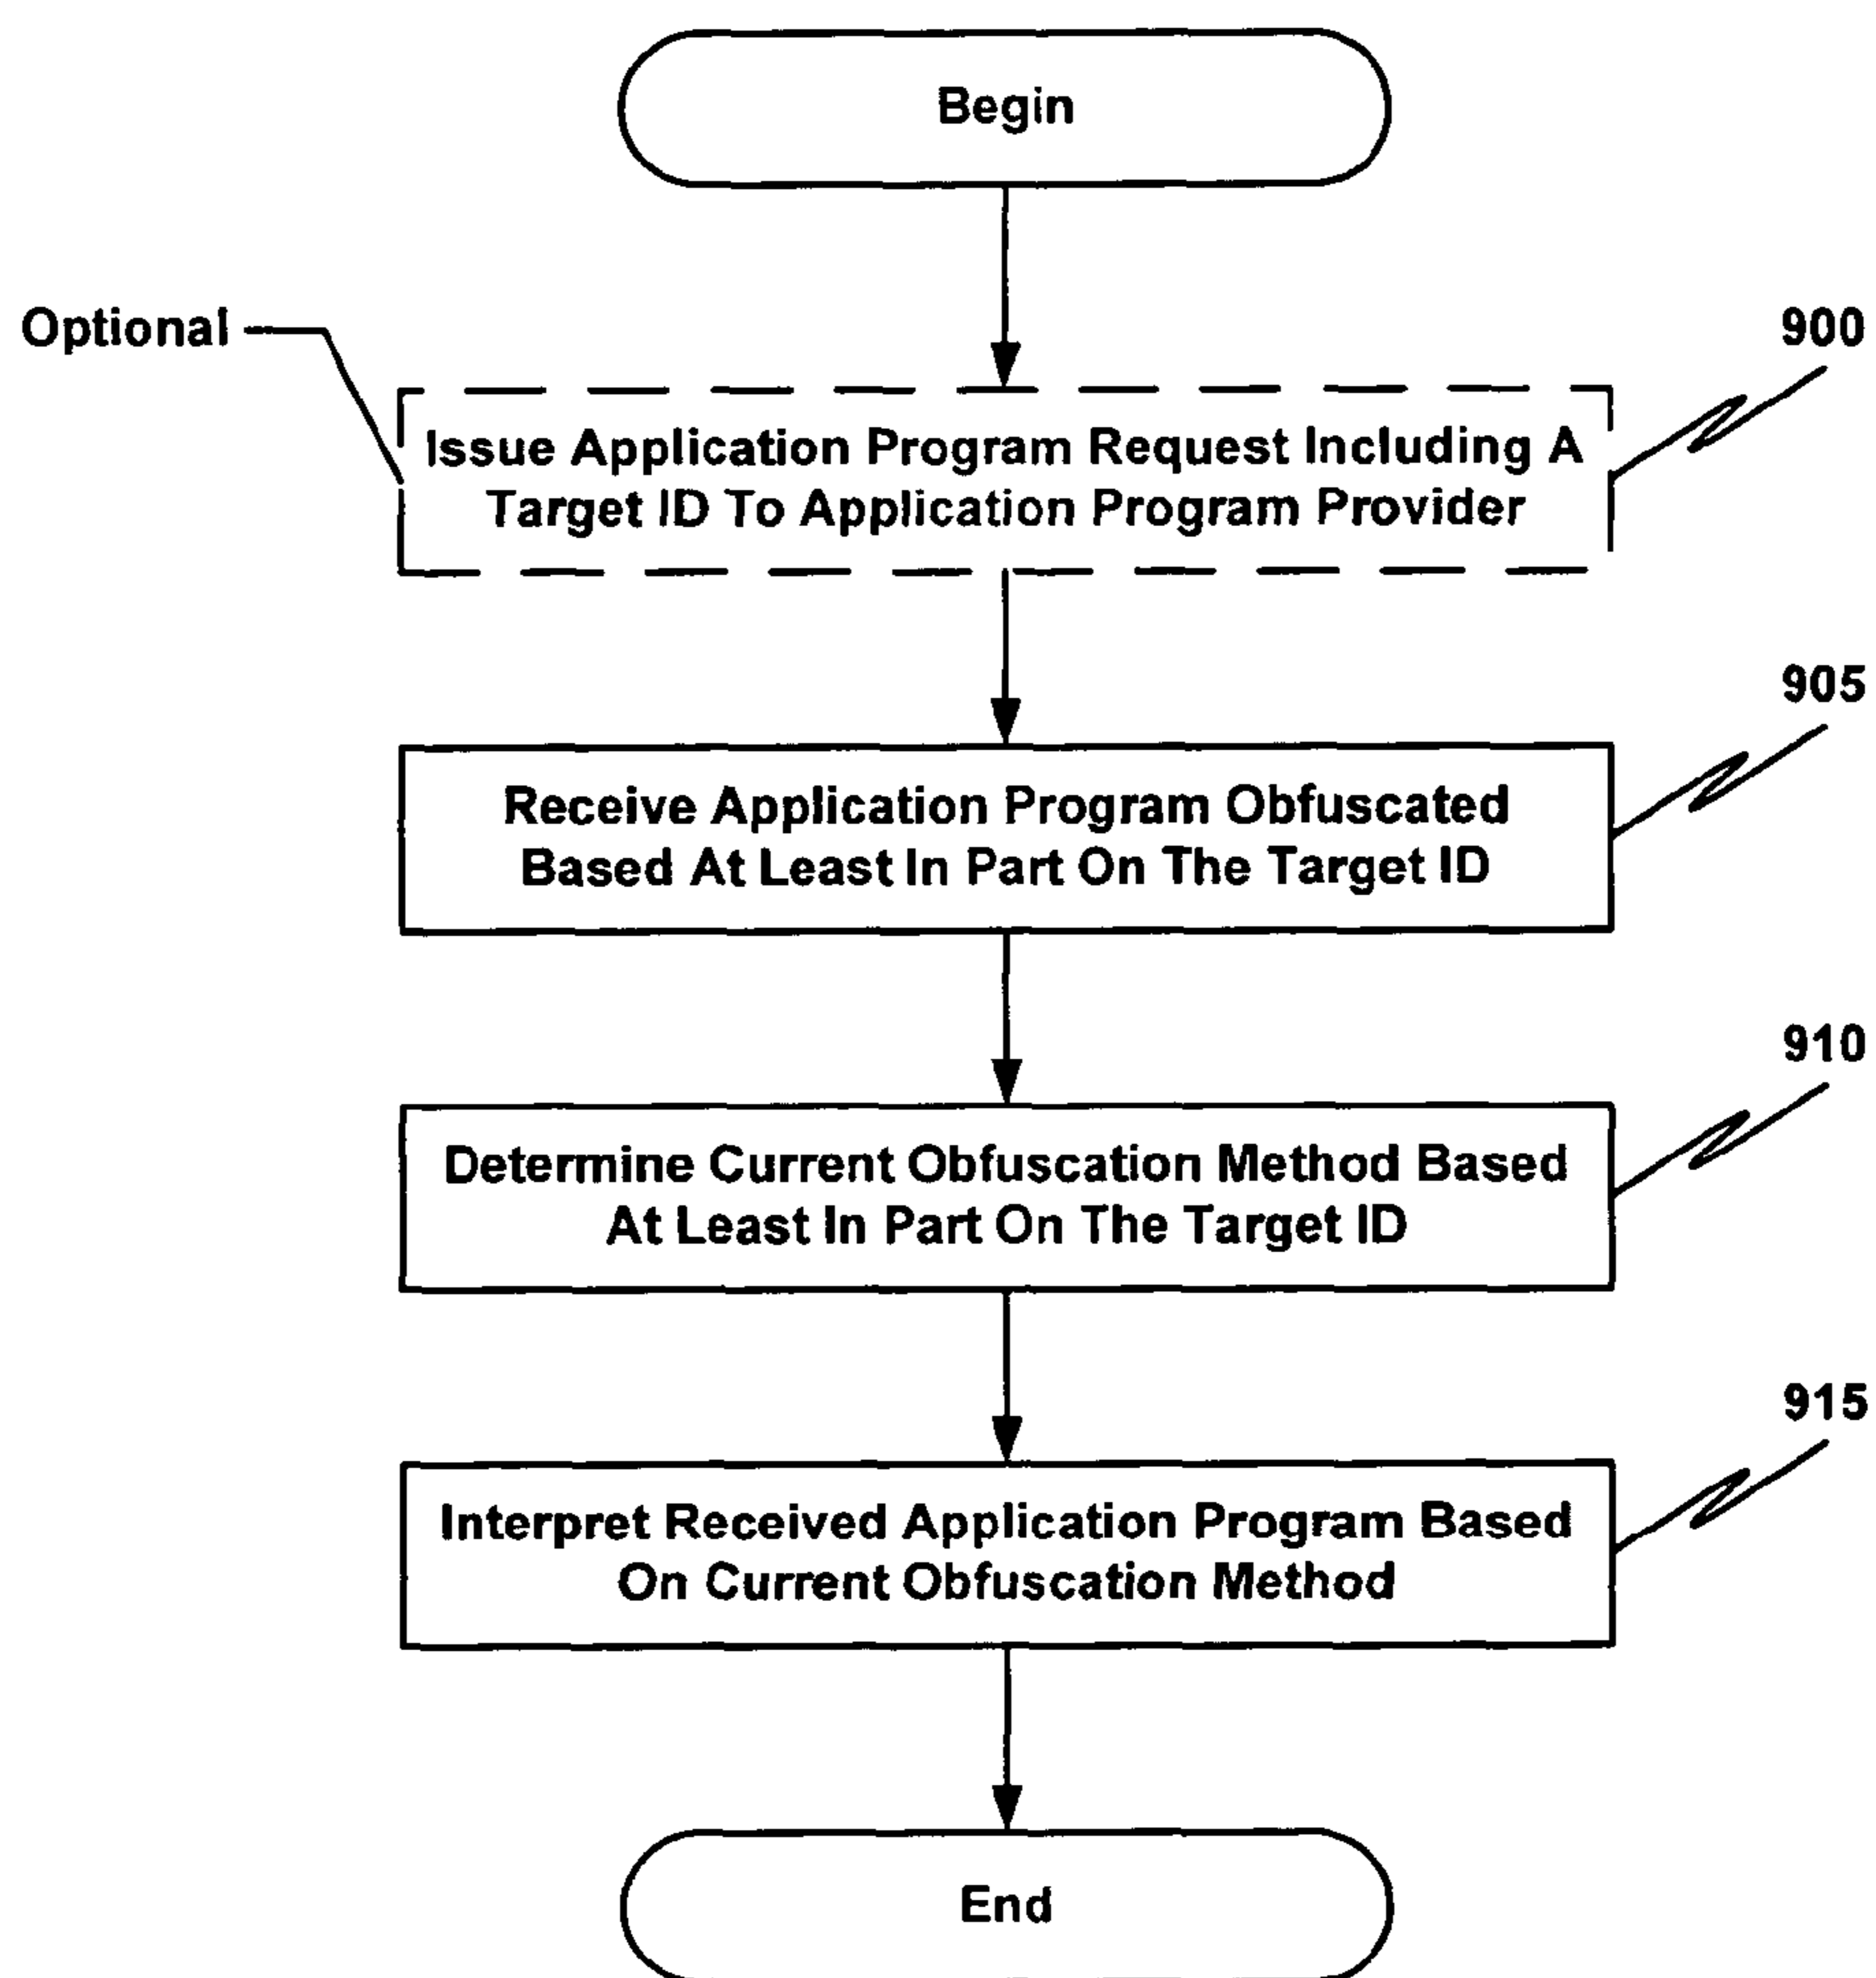 Begin
Optional
900
Issue Application Program Request Including A
Target ID To Application Program Provider
905
Receive Application Program Obfuscated
Based At Least In Part On The Target ID
910
Determine Current Obfuscation Method Based
At Least In Part On The Target ID
915
Interpret Received Application Program Based
On Current Obfuscation Method
End